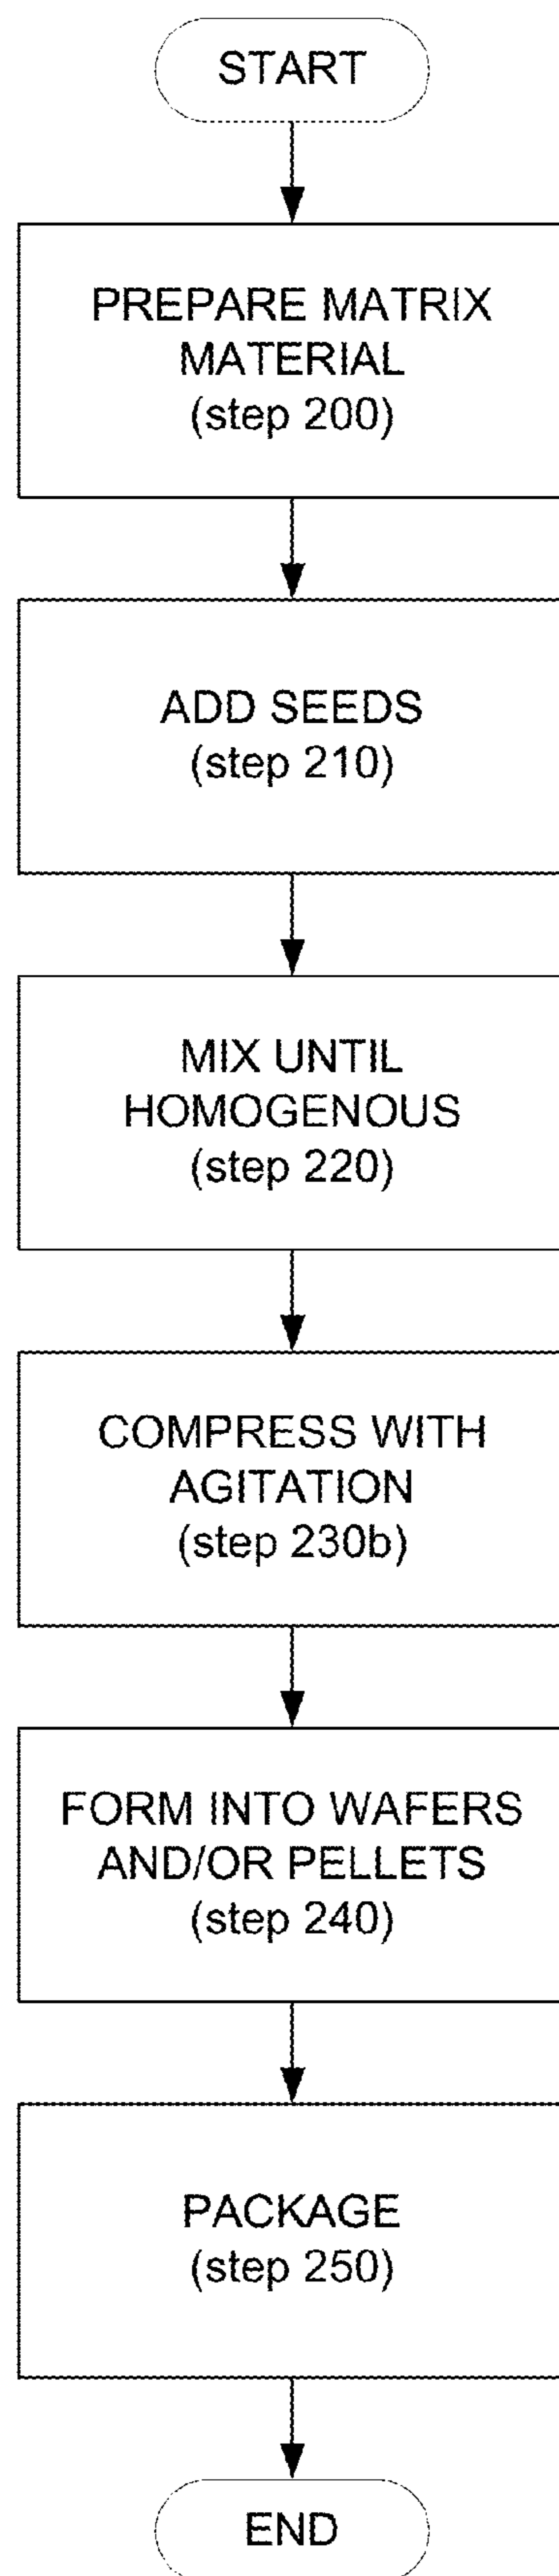 START
PREPARE MATRIX
MATERIAL
(step 200)
ADD SEEDS
(step 210)
MIX UNTIL
HOMOGENOUS
(step 220)
COMPRESS WITH
AGITATION
(step 230b)
FORM INTO WAFERS
AND/OR PELLETS
(step 240)
PACKAGE
(step 250)
END